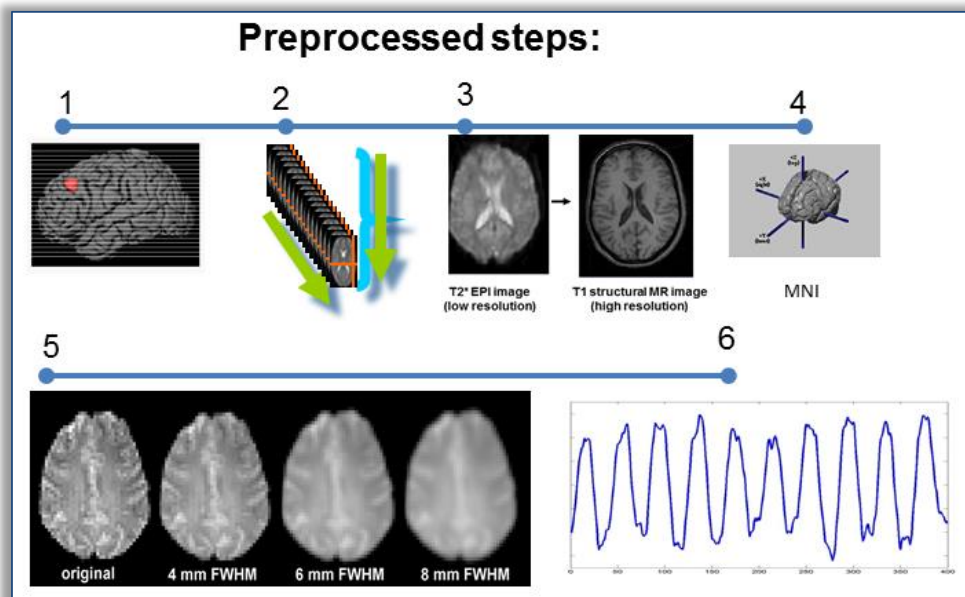 Preprocessed steps:
1
2
3
4
T2* EPI image
(low resolution)
T1 structural MR image
(high resolution)
MNI
5
6
original
4 mm FWHM
6 mm FWHM
8 mm FWHM
0
50
100
150
200
250
300
350
400